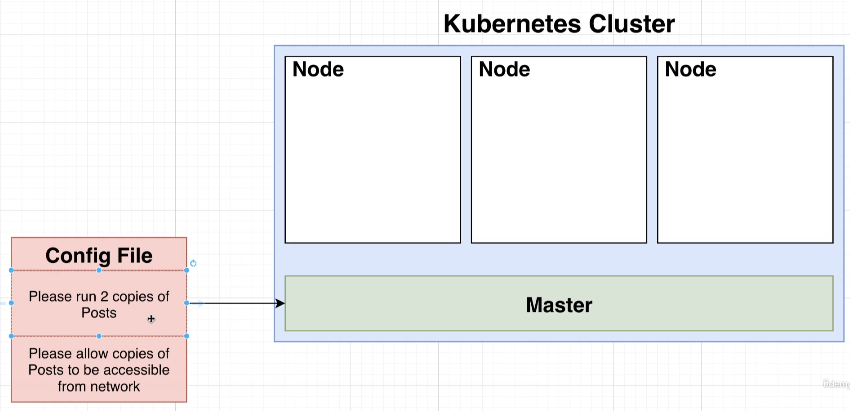 Kubernetes Cluster
Node
Node
Node
Config File
Please run 2 copies of
Posts
Master
Please allow copies of
Posts to be accessible
from network